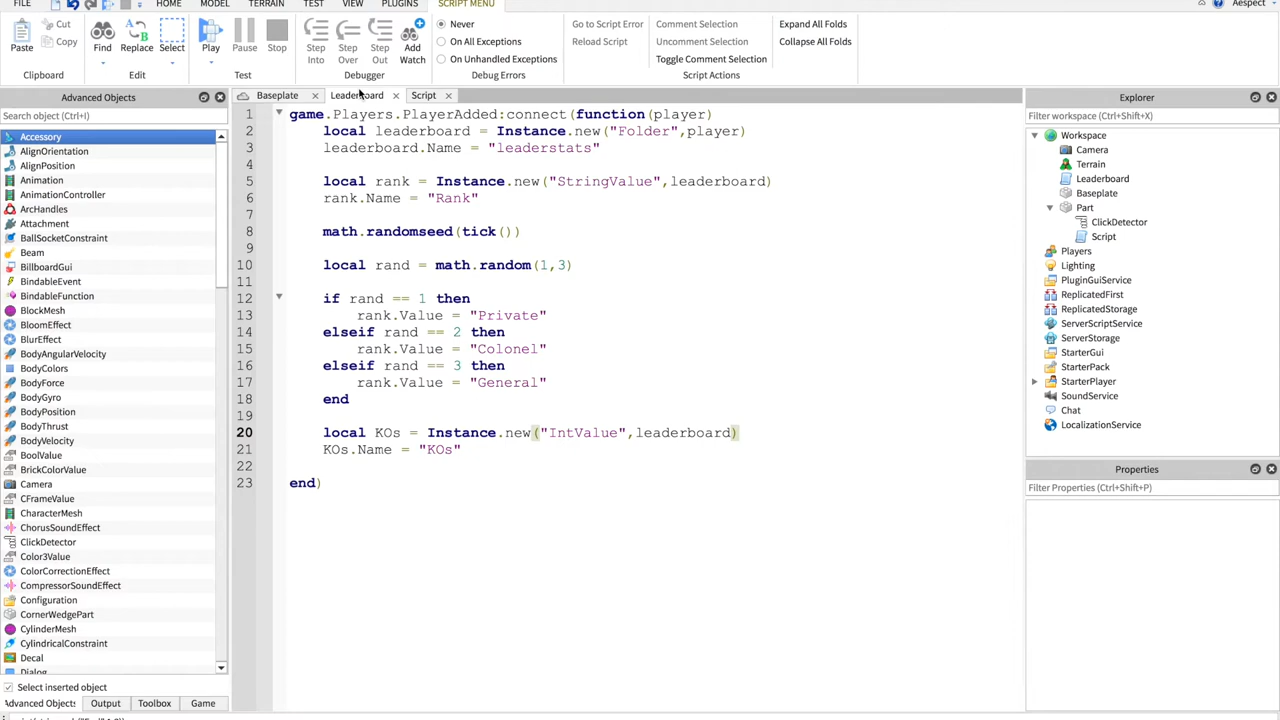 FILE HOME MODEL TERRAIN TEST VIEW PLUGINS SCRIPT MENU Aespect
Paste Cut Copy Find Replace Select Play Pause Stop Step Into Step Over Step Out Add Watch
Never
On All Exceptions
On Unhandled Exceptions
Go to Script Error
Reload Script
Comment Selection
Uncomment Selection
Toggle Comment Selection
Expand All Folds
Collapse All Folds
Clipboard Edit Test Debugger Debug Errors Script Actions
Advanced Objects
Search object (Ctrl+I)
Accessory
AlignOrientation
AlignPosition
Animation
AnimationController
ArcHandles
Attachment
BallSocketConstraint
Beam
BillboardGui
BindableEvent
BindableFunction
BlockMesh
BloomEffect
BlurEffect
BodyAngularVelocity
BodyColors
BodyForce
BodyGyro
BodyPosition
BodyThrust
BodyVelocity
BoolValue
BrickColorValue
Camera
CFrameValue
CharacterMesh
ChorusSoundEffect
ClickDetector
Color3Value
ColorCorrectionEffect
CompressorSoundEffect
Configuration
CornerWedgePart
CylinderMesh
CylindricalConstraint
Decal
Dialog
Select inserted object
Advanced Objects Output Toolbox Game
Baseplate Leaderboard Script
1 game.Players.PlayerAdded:connect(function(player)
2 local leaderboard = Instance.new("Folder",player)
3 leaderboard.Name = "leaderstats"
4
5 local rank = Instance.new("StringValue",leaderboard)
6 rank.Name = "Rank"
7
8 math.randomseed(tick())
9
10 local rand = math.random(1,3)
11
12 if rand == 1 then
13 rank.Value = "Private"
14 elseif rand == 2 then
15 rank.Value = "Colonel"
16 elseif rand == 3 then
17 rank.Value = "General"
18 end
19
20 local KOs = Instance.new("IntValue",leaderboard)
21 KOs.Name = "KOs"
22
23 end)
Explorer
Filter workspace (Ctrl+Shift+X)
Workspace
Camera
Terrain
Leaderboard
Baseplate
Part
ClickDetector
Script
Players
Lighting
PluginGuiService
ReplicatedFirst
ReplicatedStorage
ServerScriptService
ServerStorage
StarterGui
StarterPack
StarterPlayer
SoundService
Chat
LocalizationService
Properties
Filter Properties (Ctrl+Shift+P)